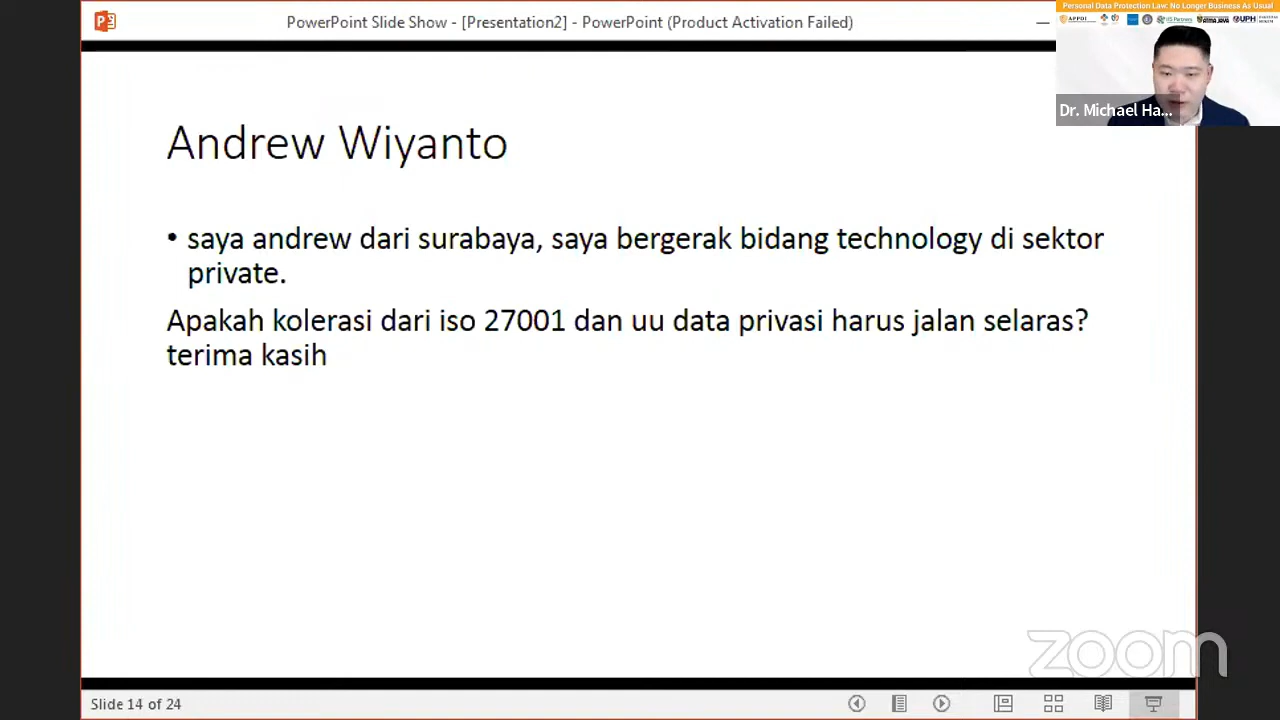 PowerPoint Slide Show - [Presentation2] - PowerPoint (Product Activation Failed)
Personal Data Protection Law: No Longer Business As Usual
APPDI
UPH
Dr. Michael Ha...
Andrew Wiyanto
• saya andrew dari surabaya, saya bergerak bidang technology di sektor
private.
Apakah kolerasi dari iso 27001 dan uu data privasi harus jalan selaras?
terima kasih
zoom
Slide 14 of 24